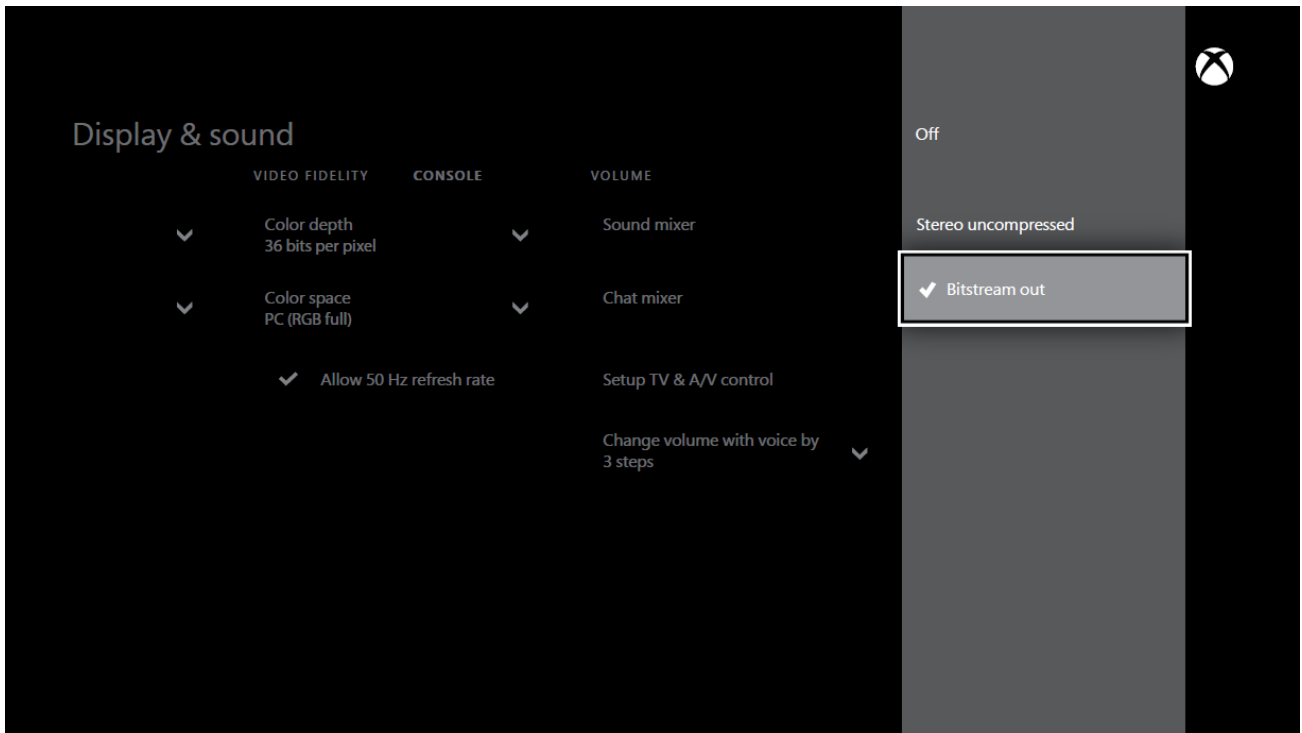 Display & sound
VIDEO FIDELITY
CONSOLE
Color depth
36 bits per pixel
Color space
PC (RGB full)
Allow 50 Hz refresh rate
VOLUME
Sound mixer
Chat mixer
Setup TV & A/V control
Change volume with voice by
3 steps
Off
Stereo uncompressed
Bitstream out